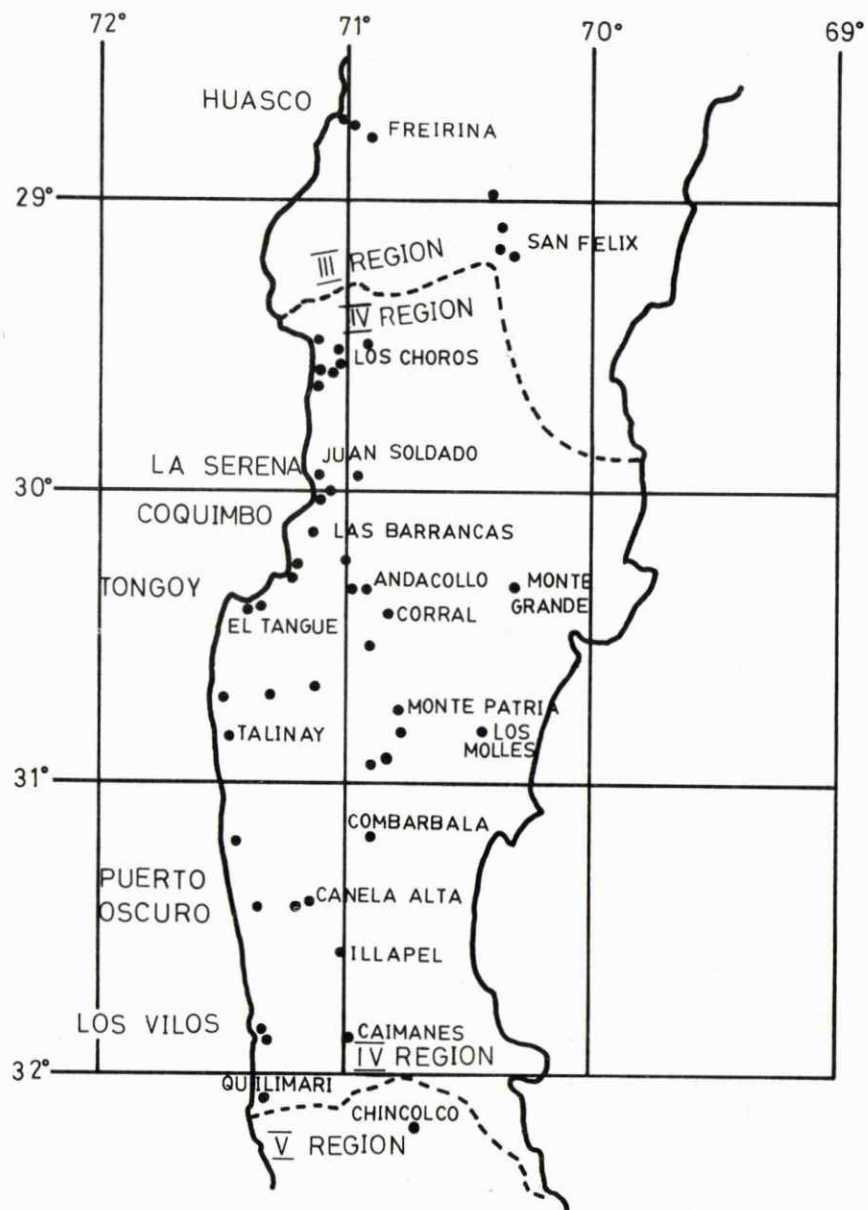 72° 71° 70° 69°
HUASCO
FREIRINA
29°
SAN FELIX
III REGION
IV REGION
LOS CHOROS
JUAN SOLDADO
LA SERENA
30°
COQUIMBO
LAS BARRANCAS
TONGOY
ANDACOLLO
MONTE
GRANDE
CORRAL
EL TANGUE
MONTE PATRIA
TALINAY
LOS
MOLLES
31°
COMBARBALA
PUERTO
OSCURO
CANELA ALTA
ILLAPEL
LOS VILOS
CAIMANES
IV REGION
32°
QUILIMARI
CHINCOLCO
V REGION